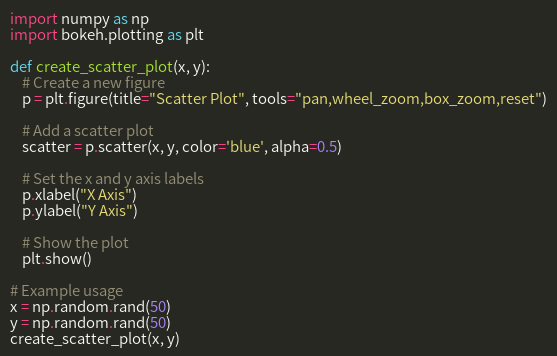 import numpy as np
import bokeh.plotting as plt

def create_scatter_plot(x, y):
    # Create a new figure
    p = plt.figure(title="Scatter Plot", tools="pan,wheel_zoom,box_zoom,reset")

    # Add a scatter plot
    scatter = p.scatter(x, y, color='blue', alpha=0.5)

    # Set the x and y axis labels
    p.xlabel("X Axis")
    p.ylabel("Y Axis")

    # Show the plot
    plt.show()

# Example usage
x = np.random.rand(50)
y = np.random.rand(50)
create_scatter_plot(x, y)